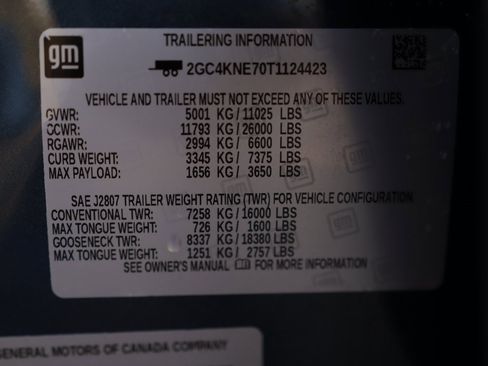 gm
TRAILERING INFORMATION
2GC4KNE70T1124423
VEHICLE AND TRAILER MUST NOT EXCEED ANY OF THESE VALUES.
GVWR: 5001 KG/11025 LBS
GCWR: 11793 KG/26000 LBS
RGAWR: 2994 KG/ 6600 LBS
CURB WEIGHT: 3345 KG/ 7375 LBS
MAX PAYLOAD: 1656 KG/ 3650 LBS
SAE J2807 TRAILER WEIGHT RATING (TWR) FOR VEHICLE CONFIGURATION
CONVENTIONAL TWR: 7258 KG/16000 LBS
MAX TONGUE WEIGHT: 726 KG/ 1600 LBS
GOOSENECK TWR: 8337 KG/18380 LBS
MAX TONGUE WEIGHT: 1251 KG/ 2757 LBS
SEE OWNER'S MANUAL FOR MORE INFORMATION
GENERAL MOTORS OF CANADA COMPANY